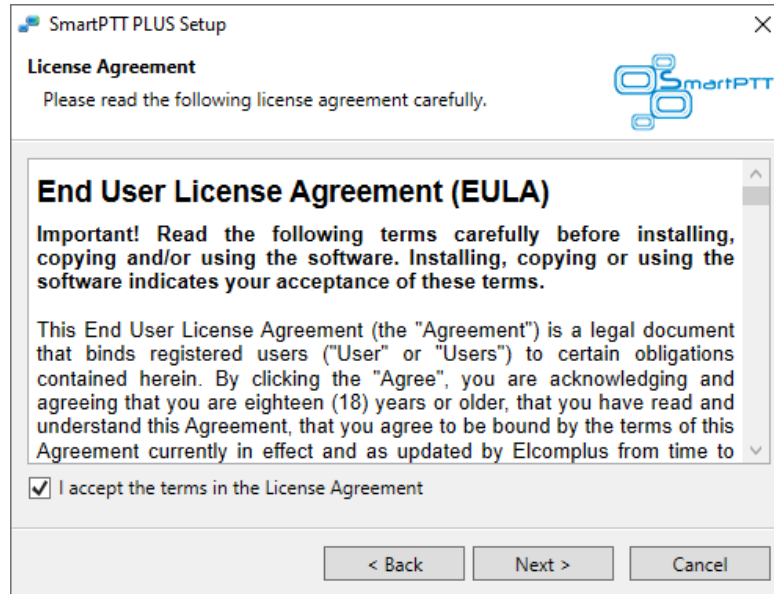 SmartPTT PLUS Setup
License Agreement
Please read the following license agreement carefully.
SmartPTT
End User License Agreement (EULA)
Important! Read the following terms carefully before installing,
copying and/or using the software. Installing, copying or using the
software indicates your acceptance of these terms.
This End User License Agreement (the "Agreement") is a legal document
that binds registered users ("User" or "Users") to certain obligations
contained herein. By clicking the "Agree", you are acknowledging and
agreeing that you are eighteen (18) years or older, that you have read and
understand this Agreement, that you agree to be bound by the terms of this
Agreement currently in effect and as updated by Elcomplus from time to
I accept the terms in the License Agreement
< Back
Next >
Cancel